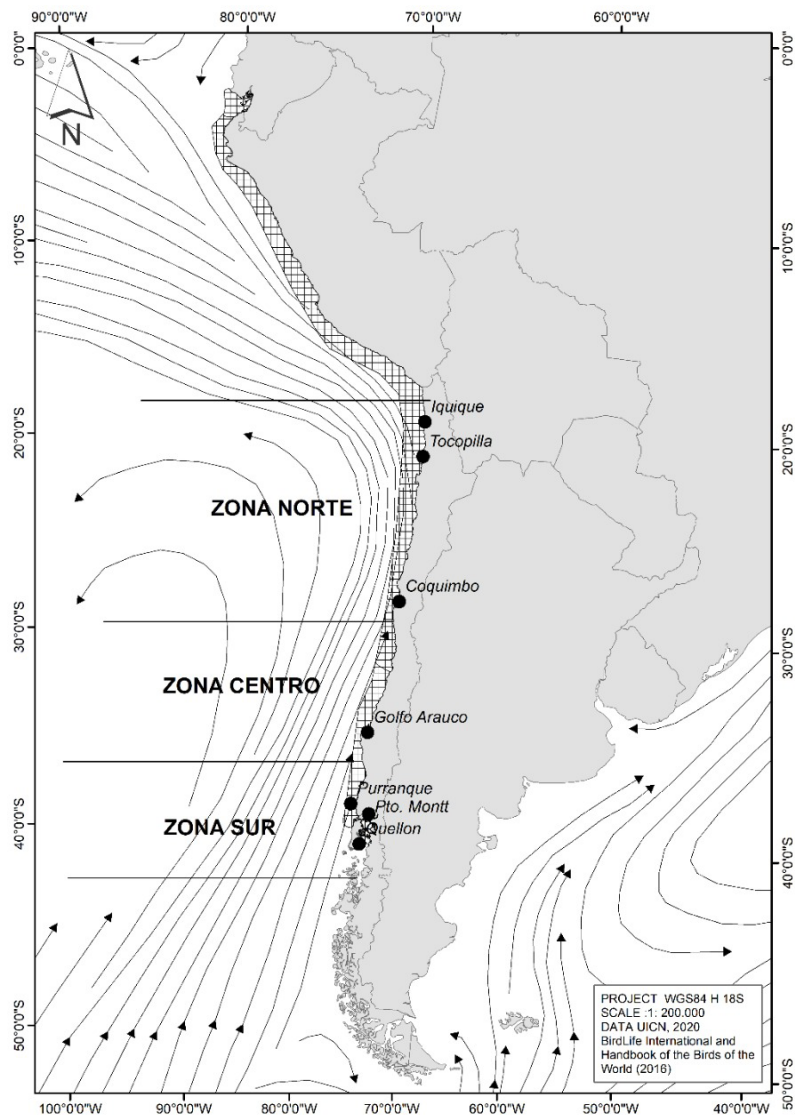 90°0'0"W 80°0'0"W 70°0'0"W 60°0'0"W
0°0'0" 0°0'0"
N
10°0'0"S 10°0'0"S
Iquique
20°0'0"S Tocopilla 20°0'0"S
ZONA NORTE
Coquimbo
30°0'0"S 30°0'0"S
ZONA CENTRO
Golfo Arauco
Purranque
Pto. Montt
ZONA SUR Quellon
40°0'0"S 40°0'0"S
50°0'0"S 50°0'0"S
PROJECT WGS84 H 18S
SCALE :1: 200.000
DATA UICN, 2020
BirdLife International and
Handbook of the Birds of the
World (2016)
100°0'0"W 90°0'0"W 80°0'0"W 70°0'0"W 60°0'0"W 50°0'0"W 40°0'0"W